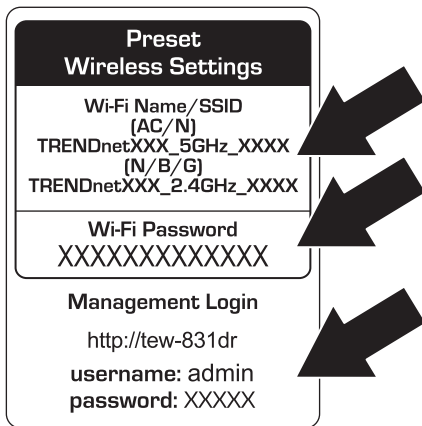 Preset
Wireless Settings
Wi-Fi Name/SSID
(AC/N)
TRENDnetXXX_5GHz_XXXX
(N/B/G)
TRENDnetXXX_2.4GHz_XXXX
Wi-Fi Password
XXXXXXXXXXXXX
Management Login
http://tew-831dr
username: admin
password: XXXXX